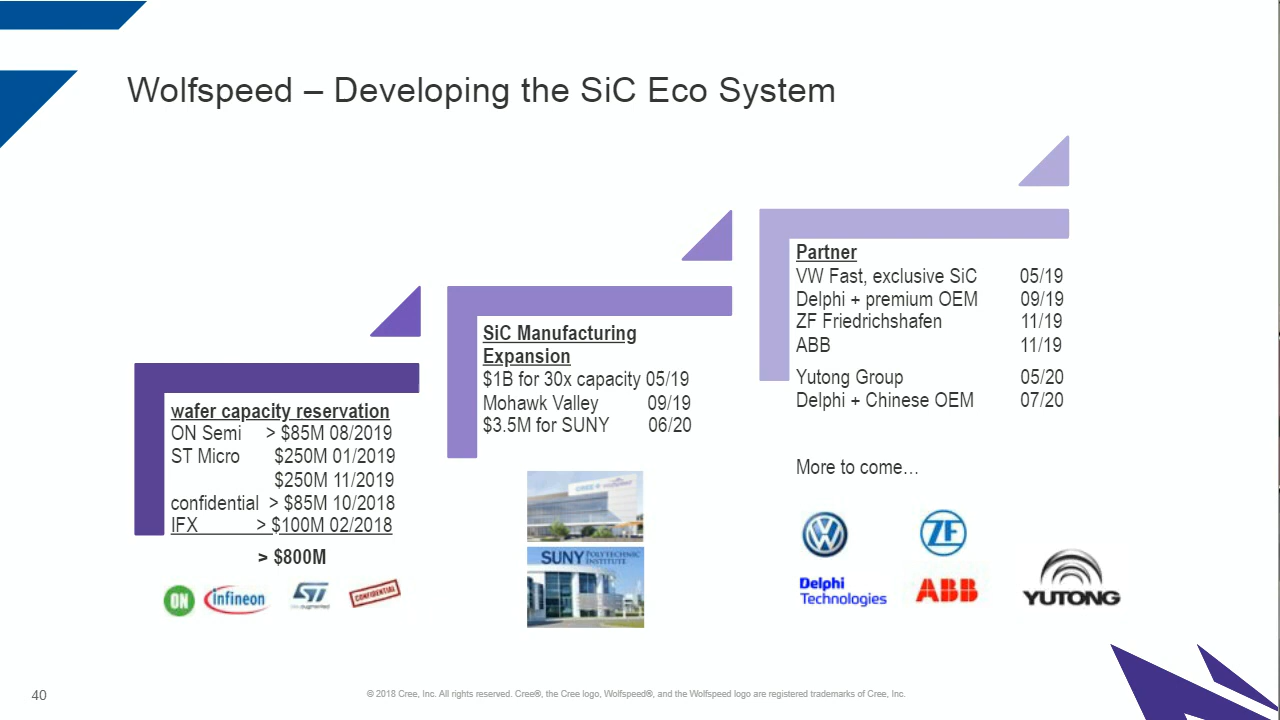 Wolfspeed – Developing the SiC Eco System
wafer capacity reservation
ON Semi > $85M 08/2019
ST Micro $250M 01/2019
$250M 11/2019
confidential > $85M 10/2018
IFX > $100M 02/2018
> $800M
ON
infineon
ST
CONFIDENTIAL
SiC Manufacturing
Expansion
$1B for 30x capacity 05/19
Mohawk Valley 09/19
$3.5M for SUNY 06/20
CREE
SUNY POLYTECHNIC
INSTITUTE
Partner
VW Fast, exclusive SiC 05/19
Delphi + premium OEM 09/19
ZF Friedrichshafen 11/19
ABB 11/19
Yutong Group 05/20
Delphi + Chinese OEM 07/20
More to come…
ZF
Delphi
Technologies
ABB
YUTONG
40
© 2018 Cree, Inc. All rights reserved. Cree®, the Cree logo, Wolfspeed®, and the Wolfspeed logo are registered trademarks of Cree, Inc.